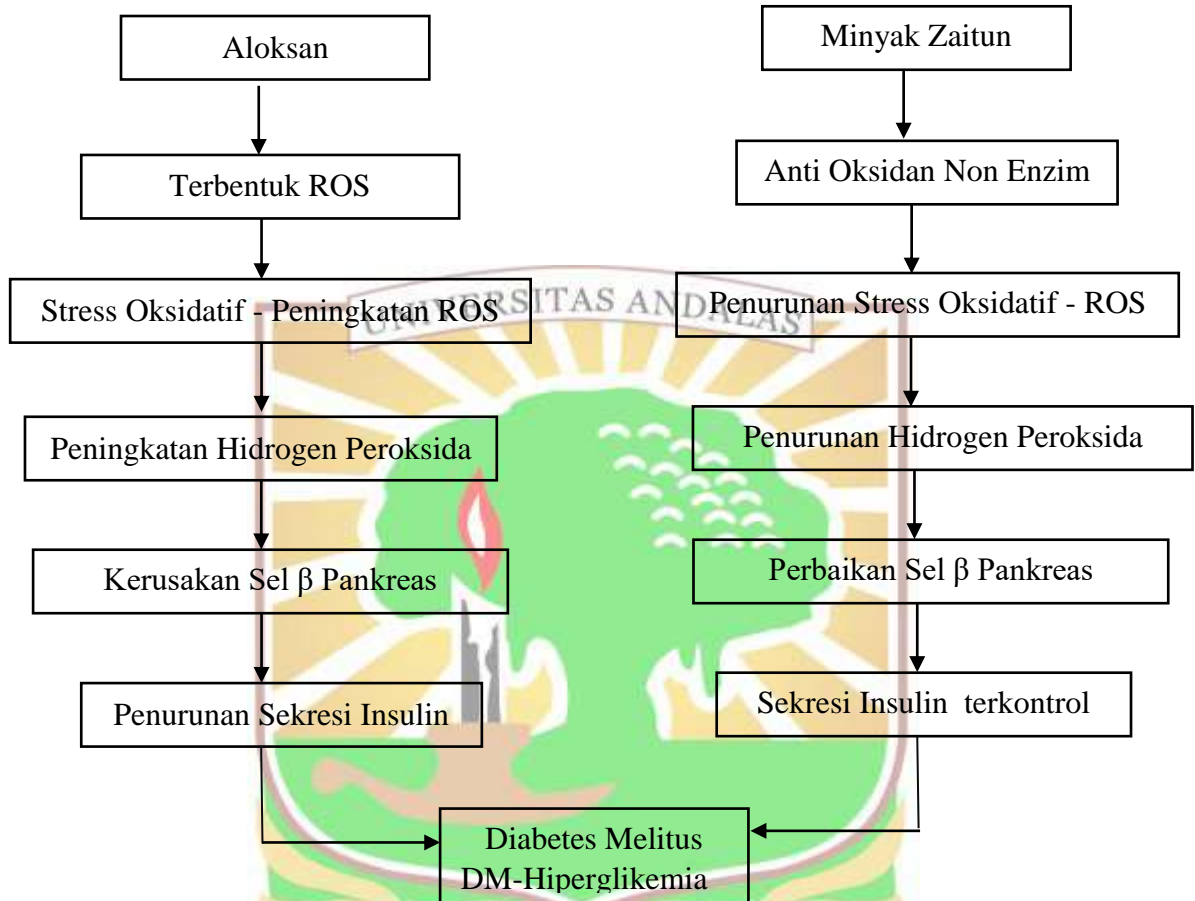 Aloksan
Minyak Zaitun
Terbentuk ROS
Anti Oksidan Non Enzim
UNIVERSITAS ANDALAS
Stress Oksidatif - Peningkatan ROS
Penurunan Stress Oksidatif - ROS
Peningkatan Hidrogen Peroksida
Penurunan Hidrogen Peroksida
Kerusakan Sel β Pankreas
Perbaikan Sel β Pankreas
Penurunan Sekresi Insulin
Sekresi Insulin terkontrol
Diabetes Melitus
DM-Hiperglikemia